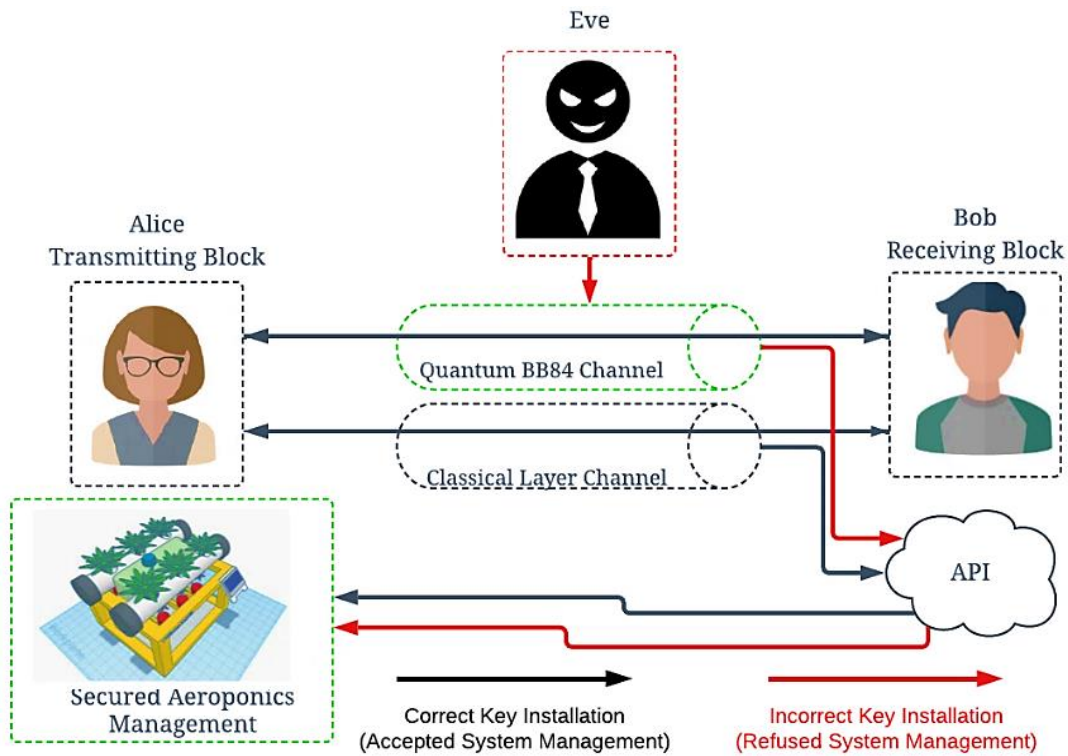 Eve
Alice
Transmitting Block
Bob
Receiving Block
Quantum BB84 Channel
Classical Layer Channel
API
Secured Aeroponics
Management
Correct Key Installation
(Accepted System Management)
Incorrect Key Installation
(Refused System Management)